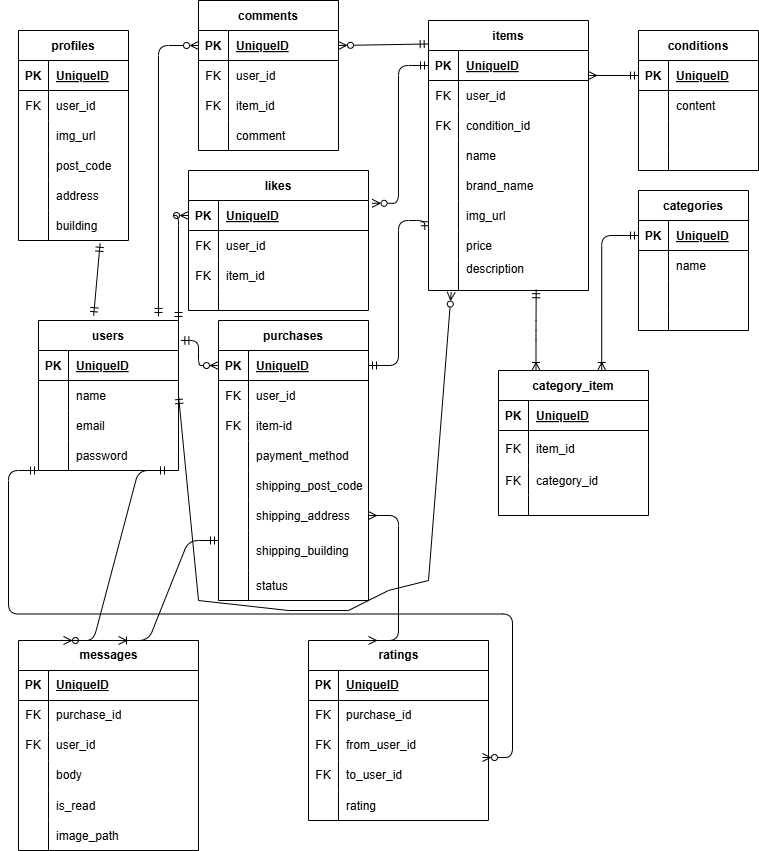 profiles
PK UniqueID
FK user_id
img_url
post_code
address
building
comments
PK UniqueID
FK user_id
FK item_id
comment
items
PK UniqueID
FK user_id
FK condition_id
name
brand_name
img_url
price
description
conditions
PK UniqueID
content
likes
PK UniqueID
FK user_id
FK item_id
categories
PK UniqueID
name
users
PK UniqueID
name
email
password
purchases
PK UniqueID
FK user_id
FK item-id
payment_method
shipping_post_code
shipping_address
shipping_building
status
category_item
PK UniqueID
FK item_id
FK category_id
messages
PK UniqueID
FK purchase_id
FK user_id
body
is_read
image_path
ratings
PK UniqueID
FK purchase_id
FK from_user_id
FK to_user_id
rating